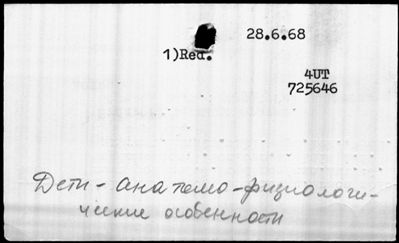 28.6.68
1)Red.
4UT
725646
Дети - анатомо-физиологи-
ческие особенности